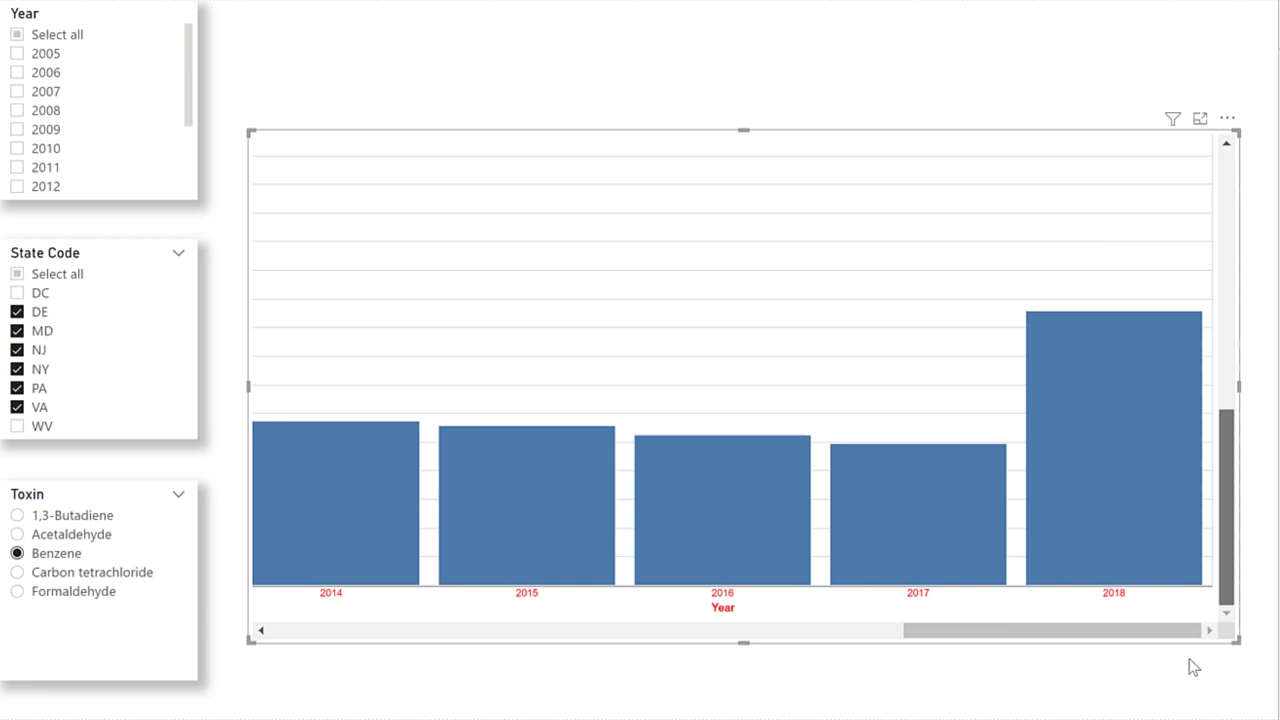 Year
Select all
2005
2006
2007
2008
2009
2010
2011
2012
State Code
Select all
DC
DE
MD
NJ
NY
PA
VA
WV
Toxin
1,3-Butadiene
Acetaldehyde
Benzene
Carbon tetrachloride
Formaldehyde
2014 2015 2016 2017 2018
Year